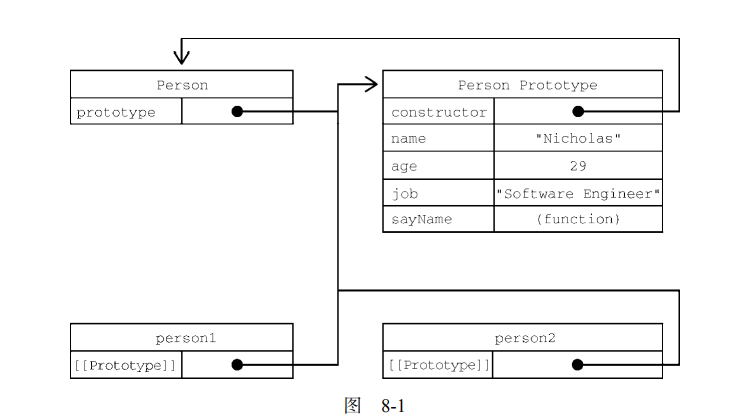 Person
prototype
Person Prototype
constructor
name "Nicholas"
age 29
job "Software Engineer"
sayName (function)
person1
[[Prototype]]
person2
[[Prototype]]
图 8-1